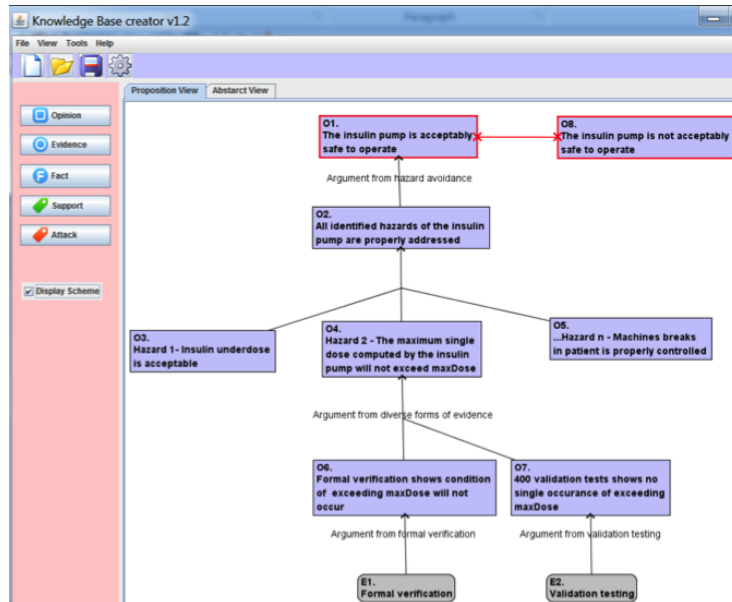 Knowledge Base creator v1.2
Paragraph
File View Tools Help
Proposition View Abstarct View
Opinion
Evidence
Fact
Support
Attack
Display Scheme
O1.
The insulin pump is acceptably
safe to operate
O8.
The insulin pump is not acceptably
safe to operate
Argument from hazard avoidance
O2.
All identified hazards of the insulin
pump are properly addressed
O3.
Hazard 1- Insulin underdose
is acceptable
O4.
Hazard 2 - The maximum single
dose computed by the insulin
pump will not exceed maxDose
O5.
...Hazard n - Machines breaks
in patient is properly controlled
Argument from diverse forms of evidence
O6.
Formal verification shows condition
of exceeding maxDose will not
occur
O7.
400 validation tests shows no
single occurance of exceeding
maxDose
Argument from formal verification
Argument from validation testing
E1.
Formal verification
E2.
Validation testing